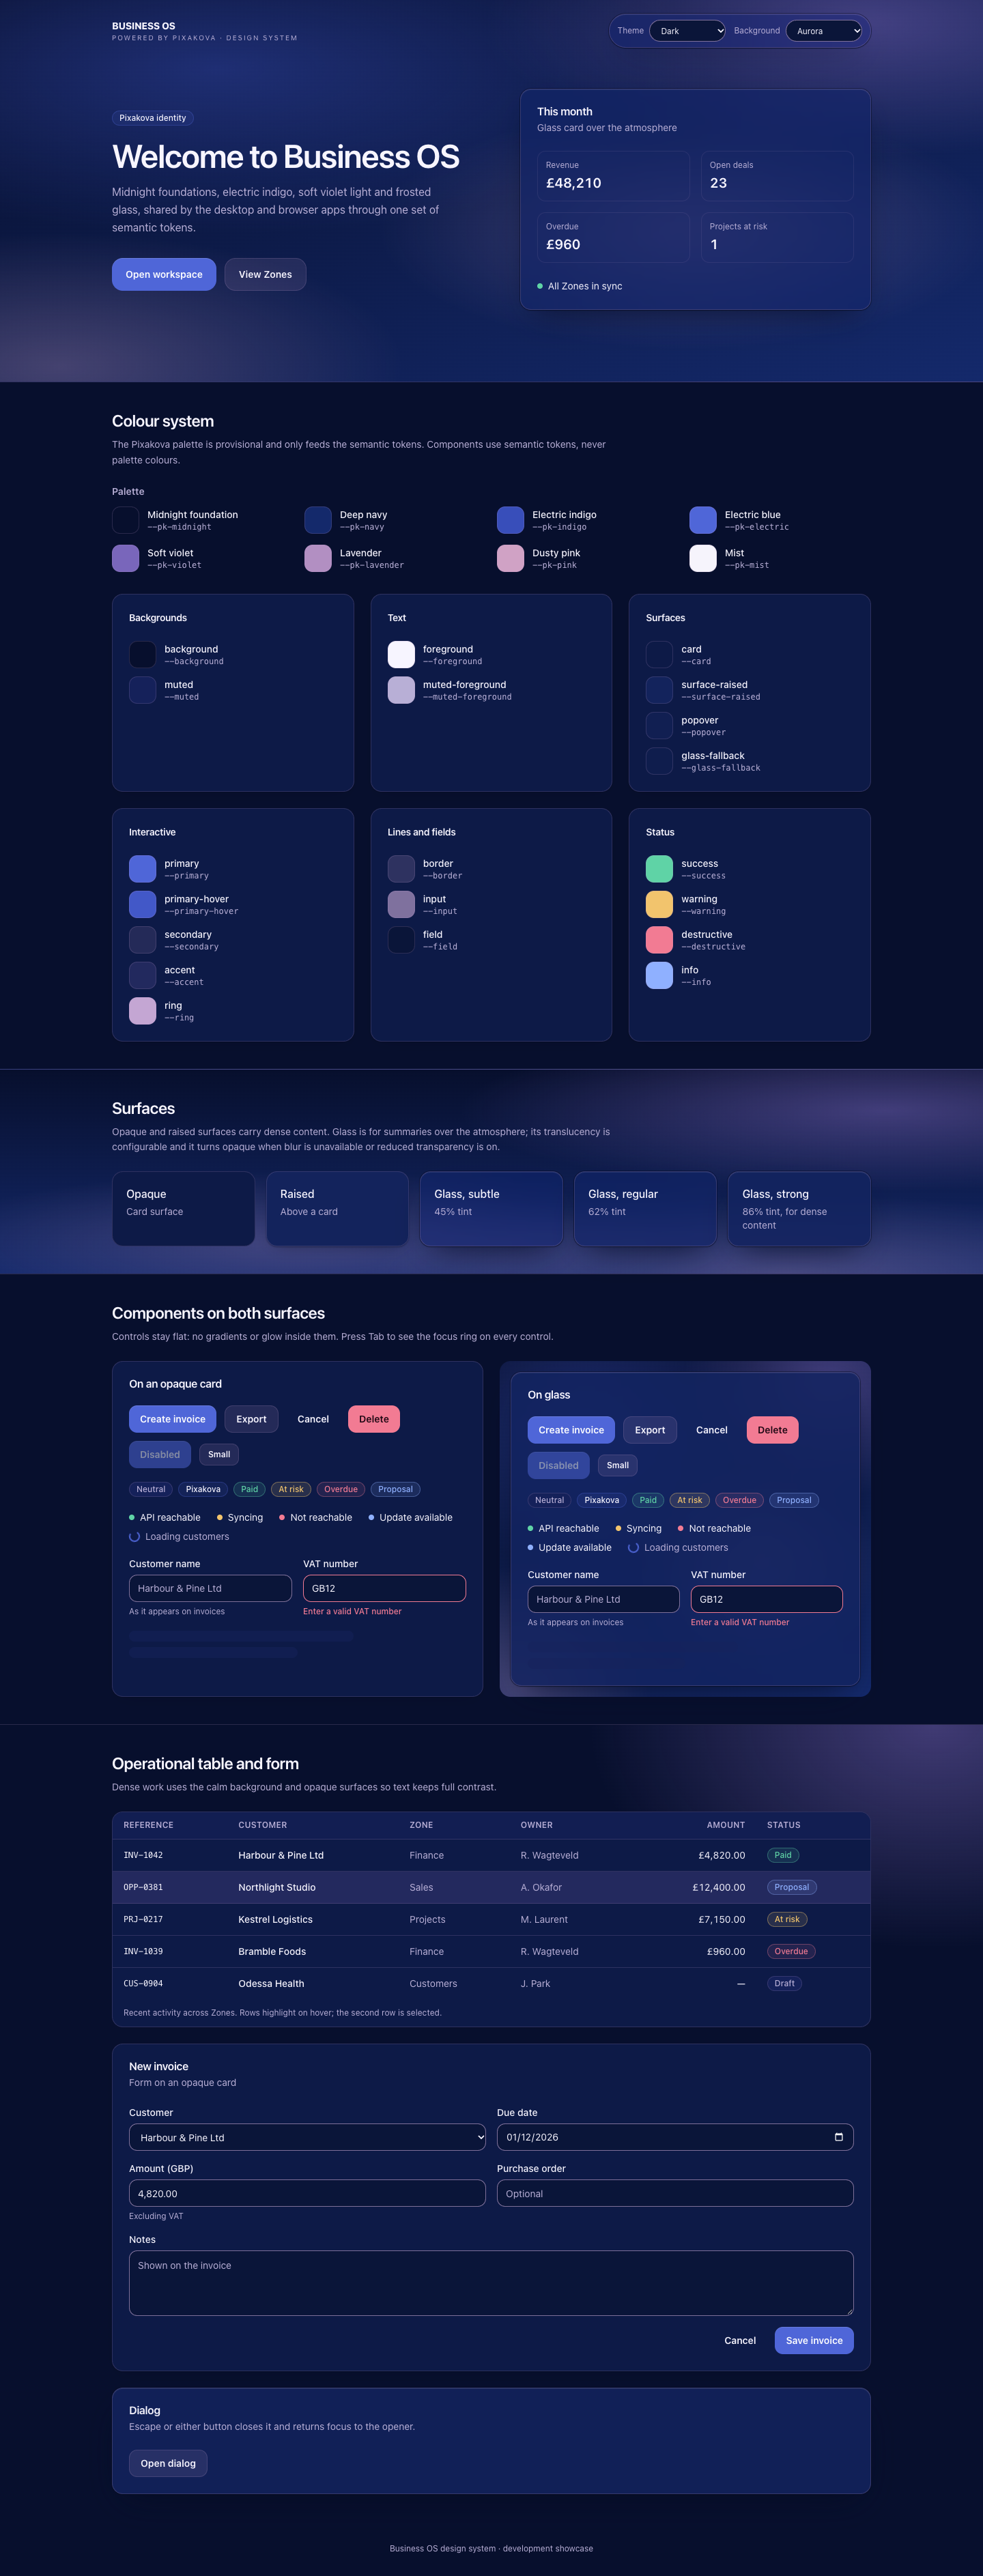 BUSINESS OS
POWERED BY PIXAKOVA · DESIGN SYSTEM
Theme Dark Background Aurora
Pixakova identity
Welcome to Business OS
Midnight foundations, electric indigo, soft violet light and frosted
glass, shared by the desktop and browser apps through one set of
semantic tokens.
Open workspace View Zones
This month
Glass card over the atmosphere
Revenue
£48,210
Open deals
23
Overdue
£960
Projects at risk
1
All Zones in sync
Colour system
The Pixakova palette is provisional and only feeds the semantic tokens. Components use semantic tokens, never
palette colours.
Palette
Midnight foundation
--pk-midnight
Deep navy
--pk-navy
Electric indigo
--pk-indigo
Electric blue
--pk-electric
Soft violet
--pk-violet
Lavender
--pk-lavender
Dusty pink
--pk-pink
Mist
--pk-mist
Backgrounds
background
--background
muted
--muted
Text
foreground
--foreground
muted-foreground
--muted-foreground
Surfaces
card
--card
surface-raised
--surface-raised
popover
--popover
glass-fallback
--glass-fallback
Interactive
primary
--primary
primary-hover
--primary-hover
secondary
--secondary
accent
--accent
ring
--ring
Lines and fields
border
--border
input
--input
field
--field
Status
success
--success
warning
--warning
destructive
--destructive
info
--info
Surfaces
Opaque and raised surfaces carry dense content. Glass is for summaries over the atmosphere; its translucency is
configurable and it turns opaque when blur is unavailable or reduced transparency is on.
Opaque
Card surface
Raised
Above a card
Glass, subtle
45% tint
Glass, regular
62% tint
Glass, strong
86% tint, for dense
content
Components on both surfaces
Controls stay flat: no gradients or glow inside them. Press Tab to see the focus ring on every control.
On an opaque card
Create invoice Export Cancel Delete
Disabled Small
Neutral Pixakova Paid At risk Overdue Proposal
API reachable Syncing Not reachable Update available
Loading customers
Customer name VAT number
Harbour & Pine Ltd GB12
As it appears on invoices Enter a valid VAT number
On glass
Create invoice Export Cancel Delete
Disabled Small
Neutral Pixakova Paid At risk Overdue Proposal
API reachable Syncing Not reachable
Update available Loading customers
Customer name VAT number
Harbour & Pine Ltd GB12
As it appears on invoices Enter a valid VAT number
Operational table and form
Dense work uses the calm background and opaque surfaces so text keeps full contrast.
REFERENCE CUSTOMER ZONE OWNER AMOUNT STATUS
INV-1042 Harbour & Pine Ltd Finance R. Wagteveld £4,820.00 Paid
OPP-0381 Northlight Studio Sales A. Okafor £12,400.00 Proposal
PRJ-0217 Kestrel Logistics Projects M. Laurent £7,150.00 At risk
INV-1039 Bramble Foods Finance R. Wagteveld £960.00 Overdue
CUS-0904 Odessa Health Customers J. Park — Draft
Recent activity across Zones. Rows highlight on hover; the second row is selected.
New invoice
Form on an opaque card
Customer Due date
Harbour & Pine Ltd 01/12/2026
Amount (GBP) Purchase order
4,820.00 Optional
Excluding VAT
Notes
Shown on the invoice
Cancel Save invoice
Dialog
Escape or either button closes it and returns focus to the opener.
Open dialog
Business OS design system · development showcase